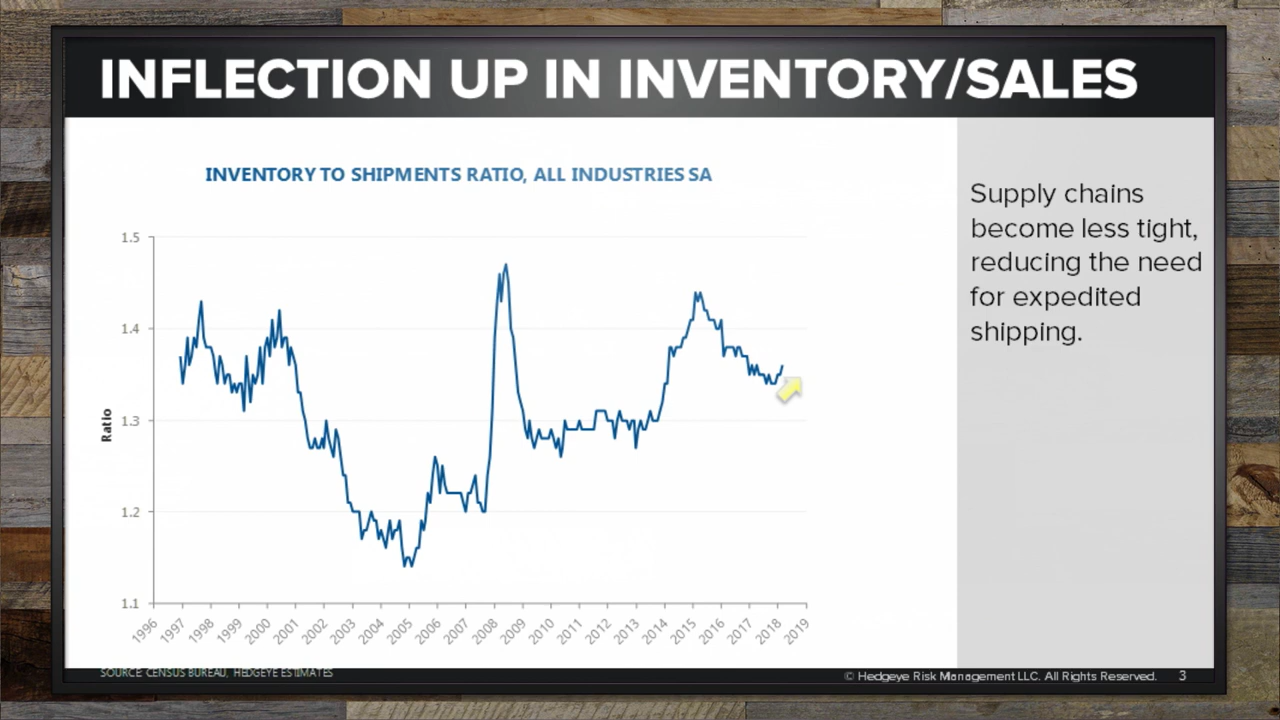 INFLECTION UP IN INVENTORY/SALES
INVENTORY TO SHIPMENTS RATIO, ALL INDUSTRIES SA
Supply chains
become less tight,
reducing the need
for expedited
shipping.
1.5
1.4
1.3
1.2
1.1
Ratio
1996
1997
1998
1999
2000
2001
2002
2003
2004
2005
2006
2007
2008
2009
2010
2011
2012
2013
2014
2015
2016
2017
2018
2019
SOURCE: CENSUS BUREAU, HEDGEYE ESTIMATES
© Hedgeye Risk Management LLC. All Rights Reserved. 3